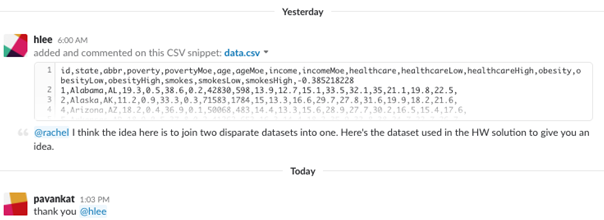 Yesterday
hlee 6:00 AM
added and commented on this CSV snippet: data.csv
1 id,state,abbr,poverty,povertyMoe,age,ageMoe,income,incomeMoe,healthcare,healthcareLow,healthcareHigh,obesity,o
besityLow,obesityHigh,smokes,smokesLow,smokesHigh,-0.385218228
2 1,Alabama,AL,19.3,0.5,38.6,0.2,42830,598,13.9,12.7,15.1,33.5,32.1,35,21.1,19.8,22.5,
3 2,Alaska,AK,11.2,0.9,33.3,0.3,71583,1784,15,13.3,16.6,29.7,27.8,31.6,19.9,18.2,21.6,
4 4,Arizona,AZ,18.2,0.4,36.9,0.1,50068,483,14.4,13.3,15.6,28.9,27.7,30.2,16.5,15.4,17.6,
@rachel I think the idea here is to join two disparate datasets into one. Here's the dataset used in the HW solution to give you an
idea.
Today
pavankat 1:03 PM
thank you @hlee